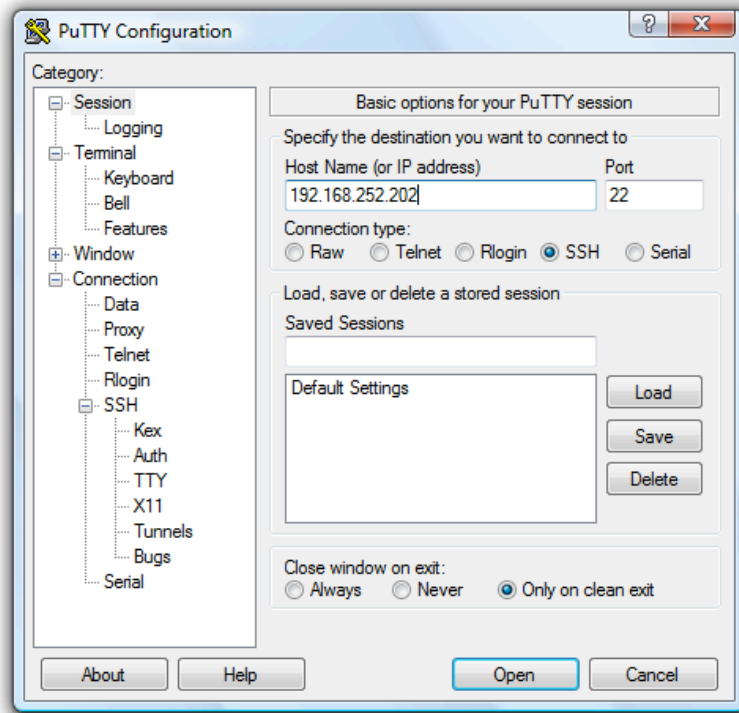 PuTTY Configuration
Category:
Session
Logging
Terminal
Keyboard
Bell
Features
Window
Connection
Data
Proxy
Telnet
Rlogin
SSH
Kex
Auth
TTY
X11
Tunnels
Bugs
Serial
Basic options for your PuTTY session
Specify the destination you want to connect to
Host Name (or IP address) Port
192.168.252.202 22
Connection type:
Raw Telnet Rlogin SSH Serial
Load, save or delete a stored session
Saved Sessions
Default Settings
Load
Save
Delete
Close window on exit:
Always Never Only on clean exit
About Help Open Cancel